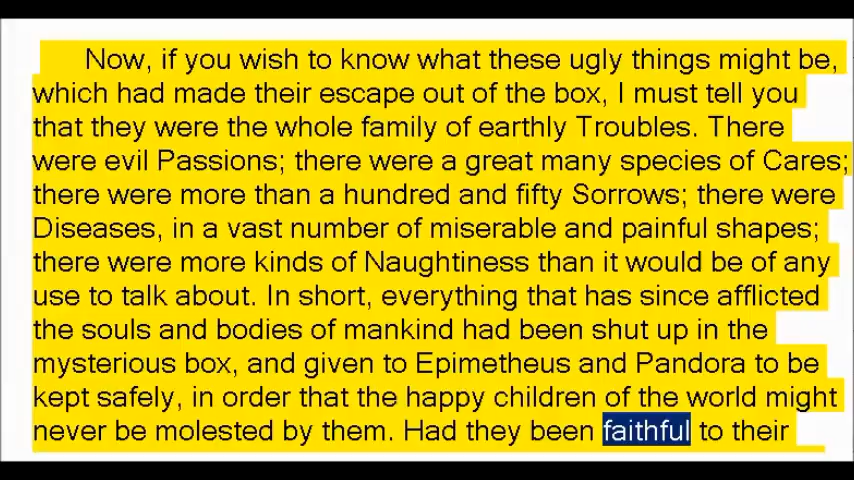 Now, if you wish to know what these ugly things might be,
which had made their escape out of the box, I must tell you
that they were the whole family of earthly Troubles. There
were evil Passions; there were a great many species of Cares;
there were more than a hundred and fifty Sorrows; there were
Diseases, in a vast number of miserable and painful shapes;
there were more kinds of Naughtiness than it would be of any
use to talk about. In short, everything that has since afflicted
the souls and bodies of mankind had been shut up in the
mysterious box, and given to Epimetheus and Pandora to be
kept safely, in order that the happy children of the world might
never be molested by them. Had they been faithful to their